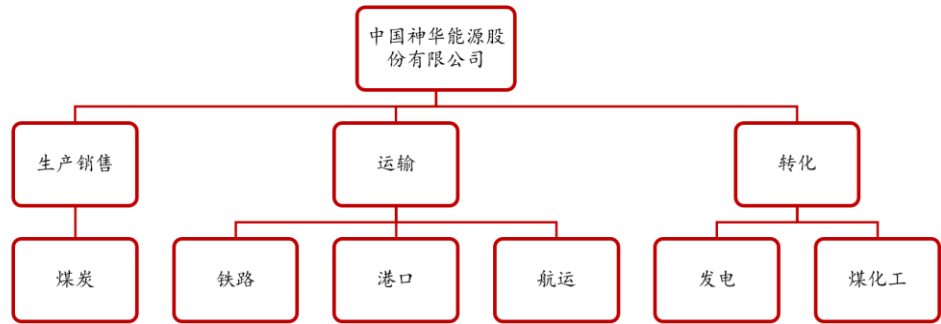 中国神华能源股
份有限公司
生产销售
运输
转化
煤炭
铁路
港口
航运
发电
煤化工